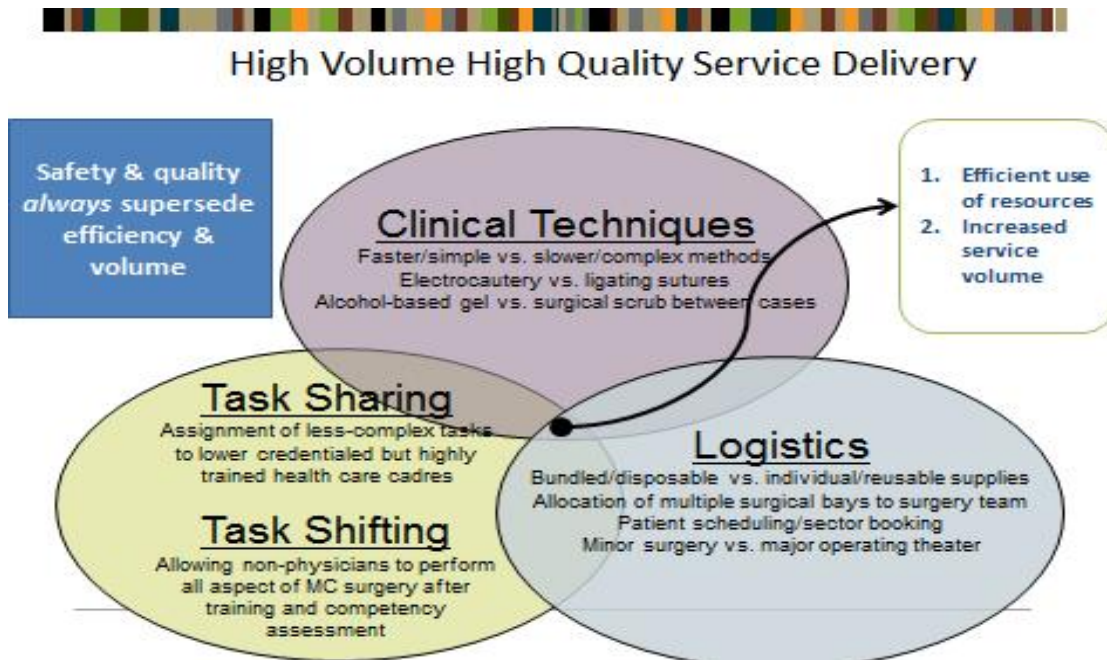 High Volume High Quality Service Delivery
Safety & quality
always supersede
efficiency &
volume
Clinical Techniques
Faster/simple vs. slower/complex methods
Electrocautery vs. ligating sutures
Alcohol-based gel vs. surgical scrub between cases
1. Efficient use
of resources
2. Increased
service
volume
Task Sharing
Assignment of less-complex tasks
to lower credentialed but highly
trained health care cadres
Task Shifting
Allowing non-physicians to perform
all aspect of MC surgery after
training and competency
assessment
Logistics
Bundled/disposable vs. individual/reusable supplies
Allocation of multiple surgical bays to surgery team
Patient scheduling/sector booking
Minor surgery vs. major operating theater